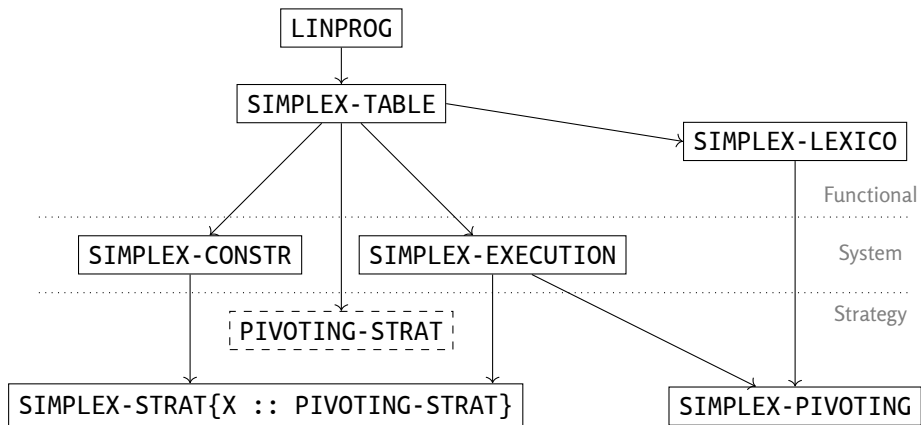 LINPROG
SIMPLEX-TABLE
SIMPLEX-LEXICO
Functional
SIMPLEX-CONSTR
SIMPLEX-EXECUTION
System
PIVOTING-STRAT
Strategy
SIMPLEX-STRAT{X :: PIVOTING-STRAT}
SIMPLEX-PIVOTING